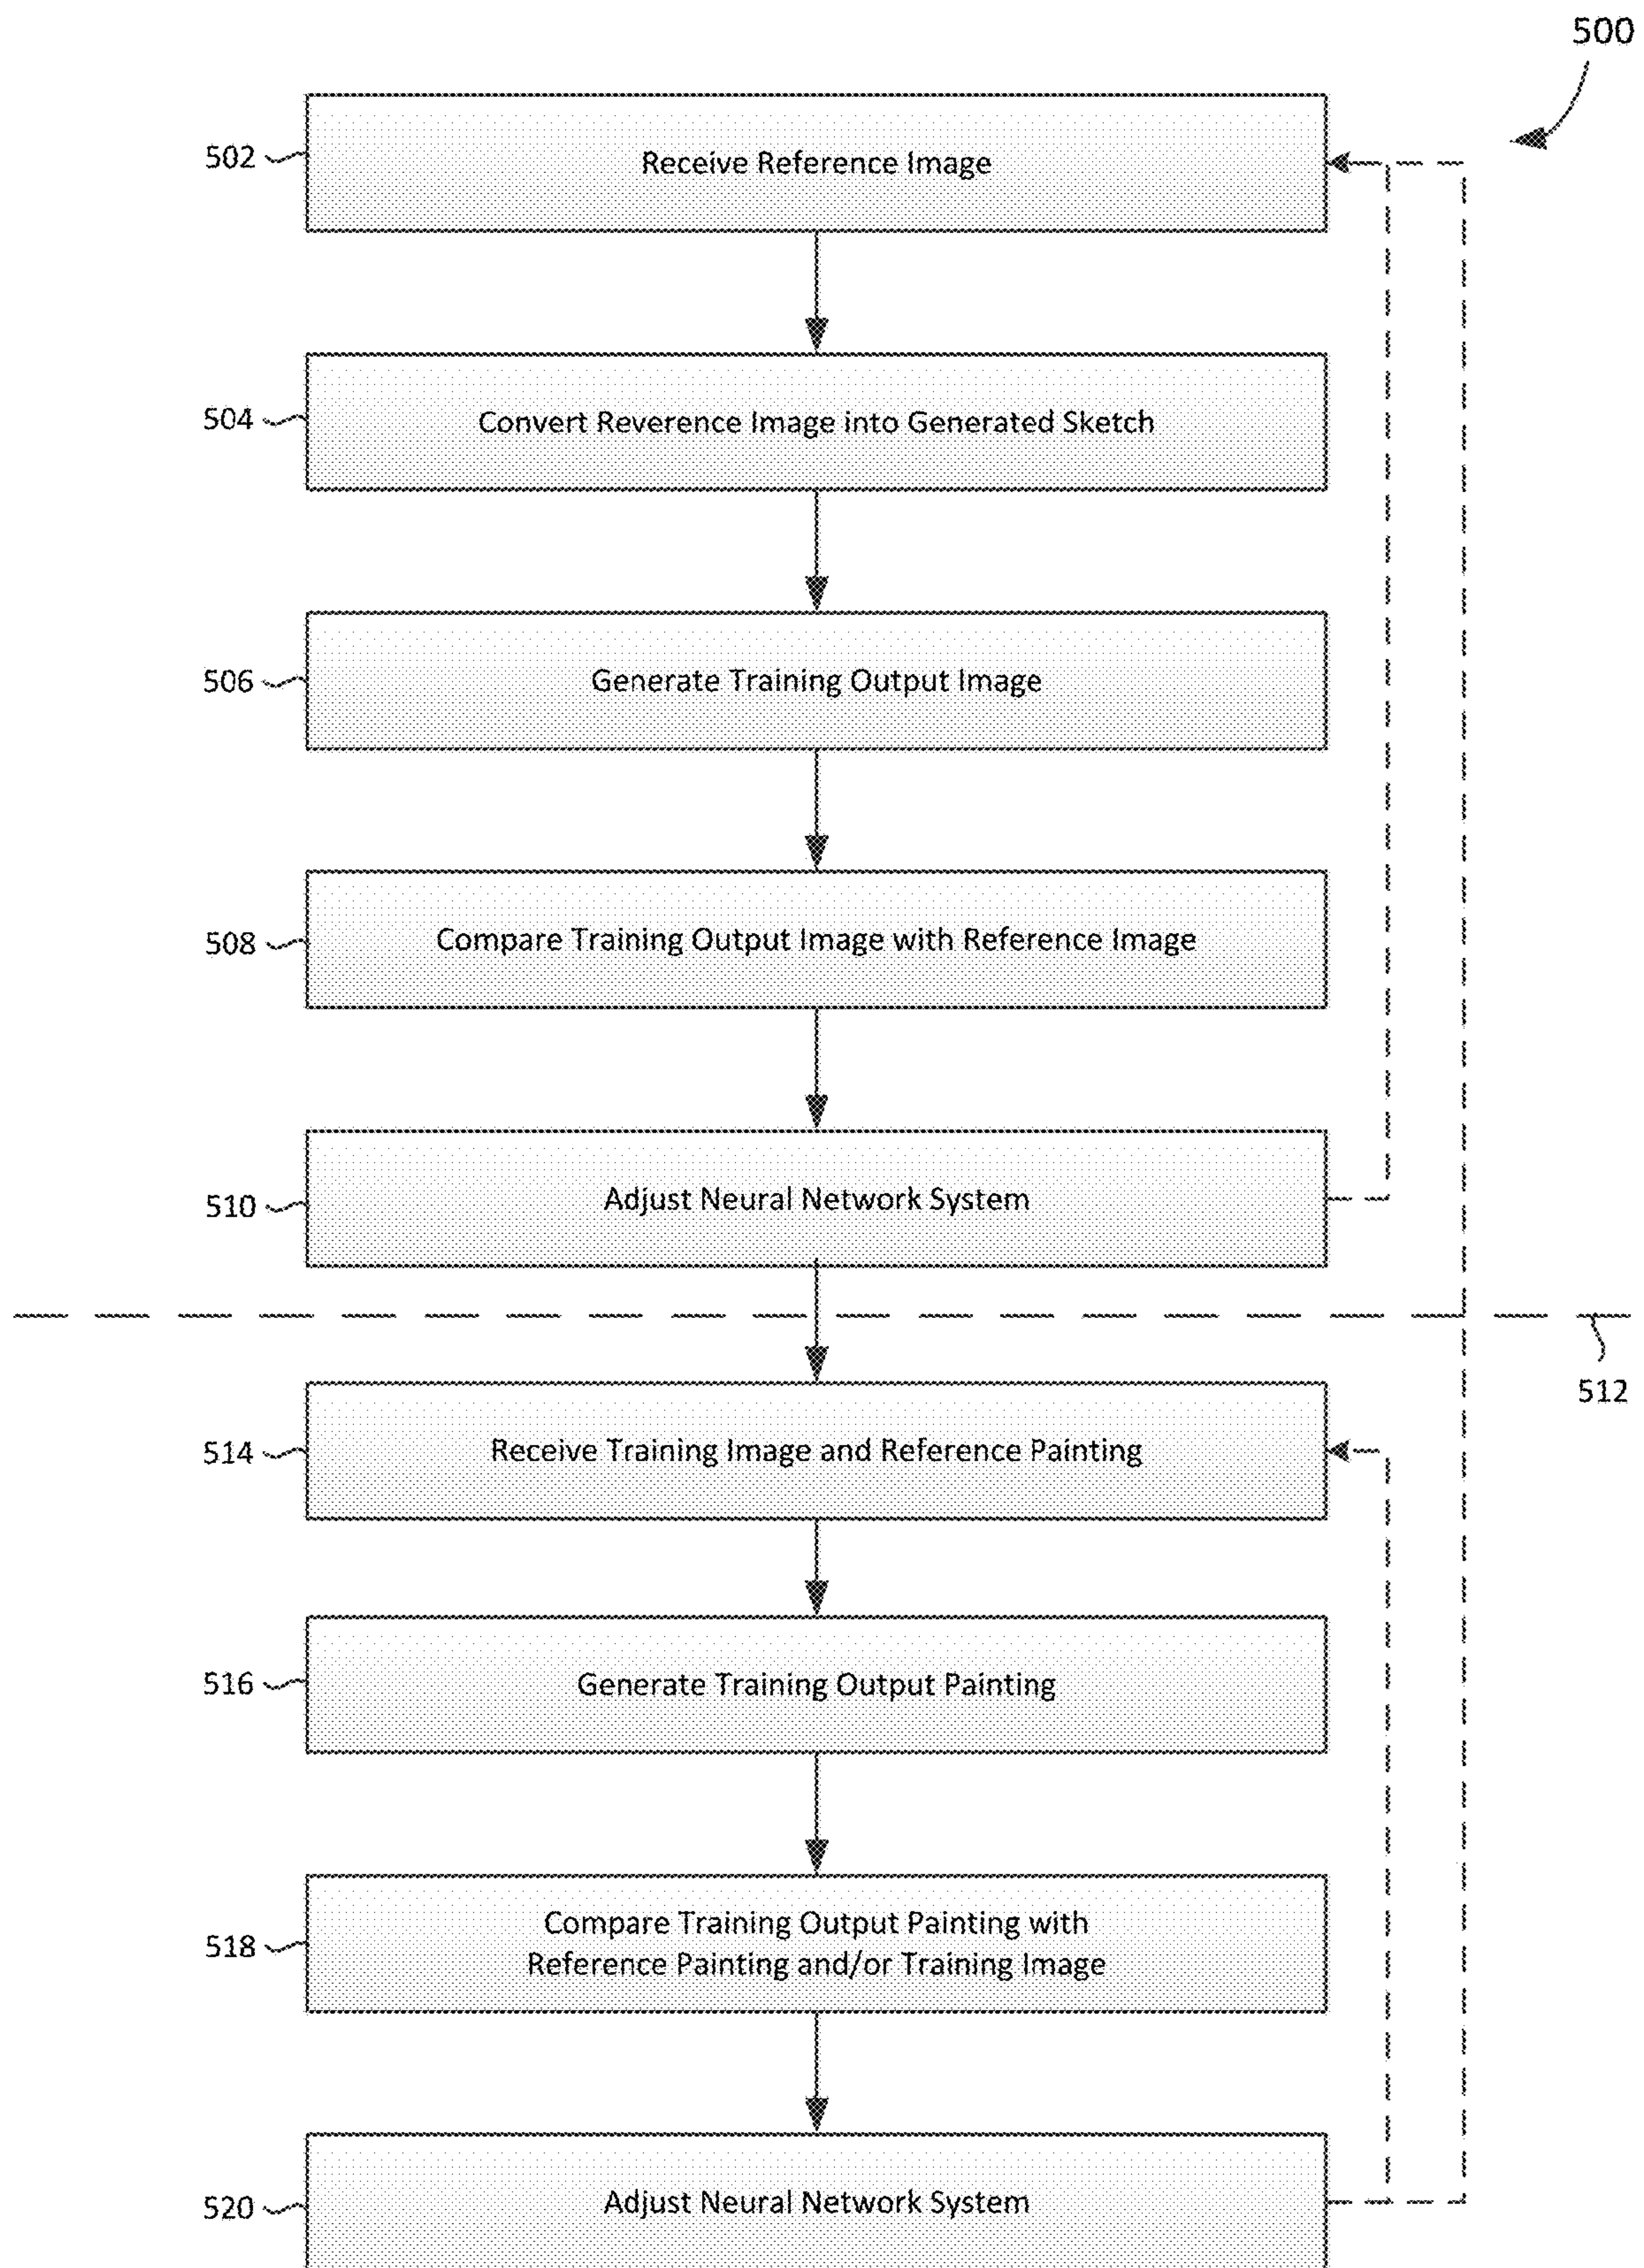 500
502
Receive Reference Image
504
Convert Reverence Image into Generated Sketch
506
Generate Training Output Image
508
Compare Training Output Image with Reference Image
510
Adjust Neural Network System
512
514
Receive Training Image and Reference Painting
516
Generate Training Output Painting
518
Compare Training Output Painting with
Reference Painting and/or Training Image
520
Adjust Neural Network System